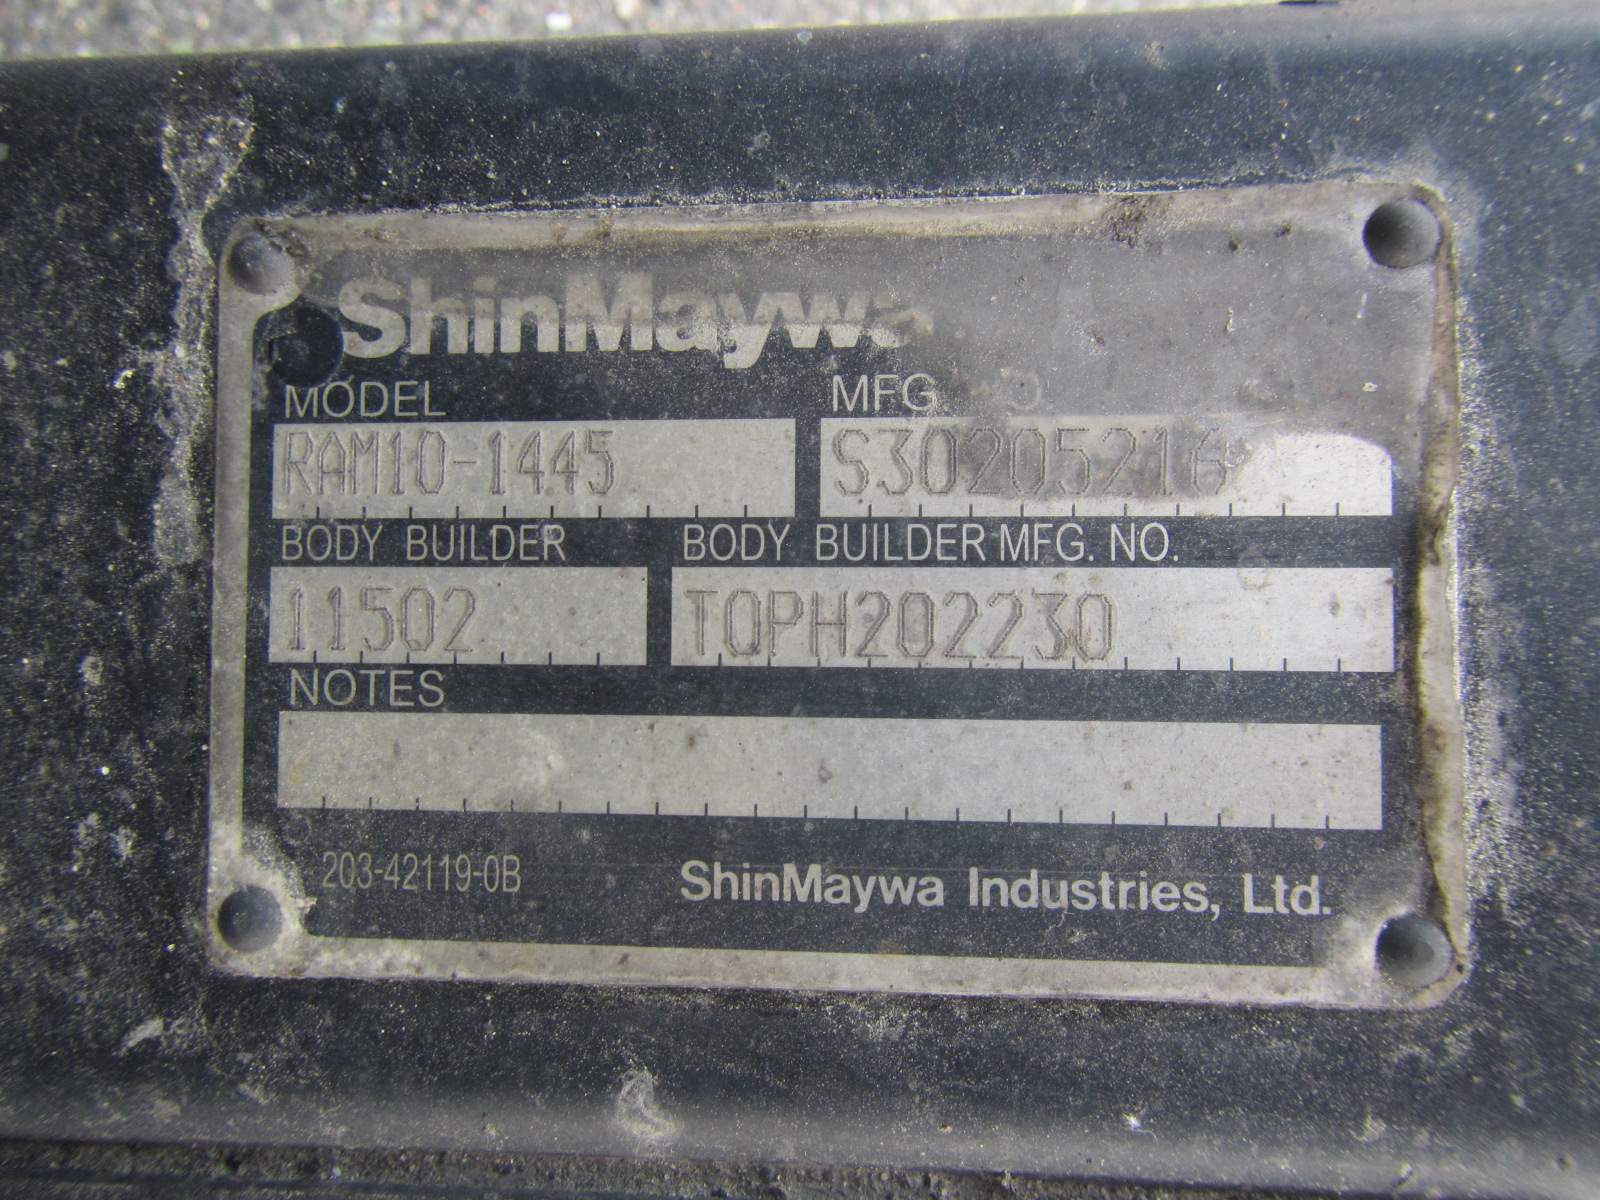 ShinMaywa
MODEL MFG
RAM10-1445 S30205216
BODY BUILDER BODY BUILDER MFG. NO.
11502 TQPH202230
NOTES
203-42119-0B ShinMaywa Industries, Ltd.